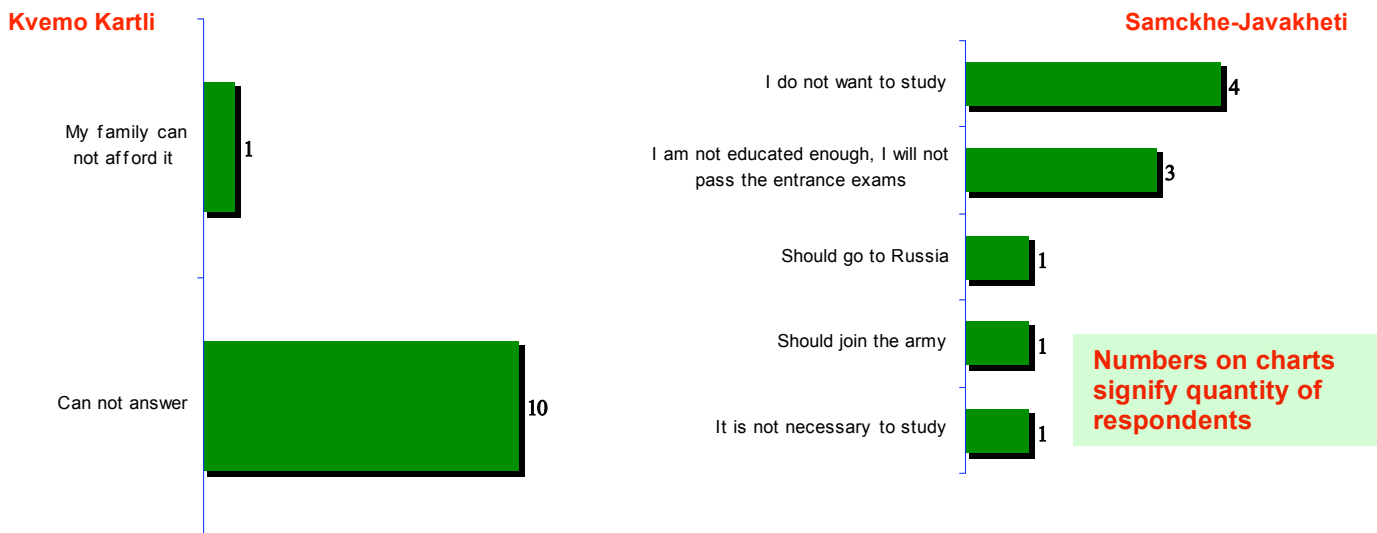 Kvemo Kartli
My family can
not afford it
1
Can not answer
10
Samckhe-Javakheti
I do not want to study
4
I am not educated enough, I will not
pass the entrance exams
3
Should go to Russia
1
Should join the army
1
It is not necessary to study
1
Numbers on charts
signify quantity of
respondents